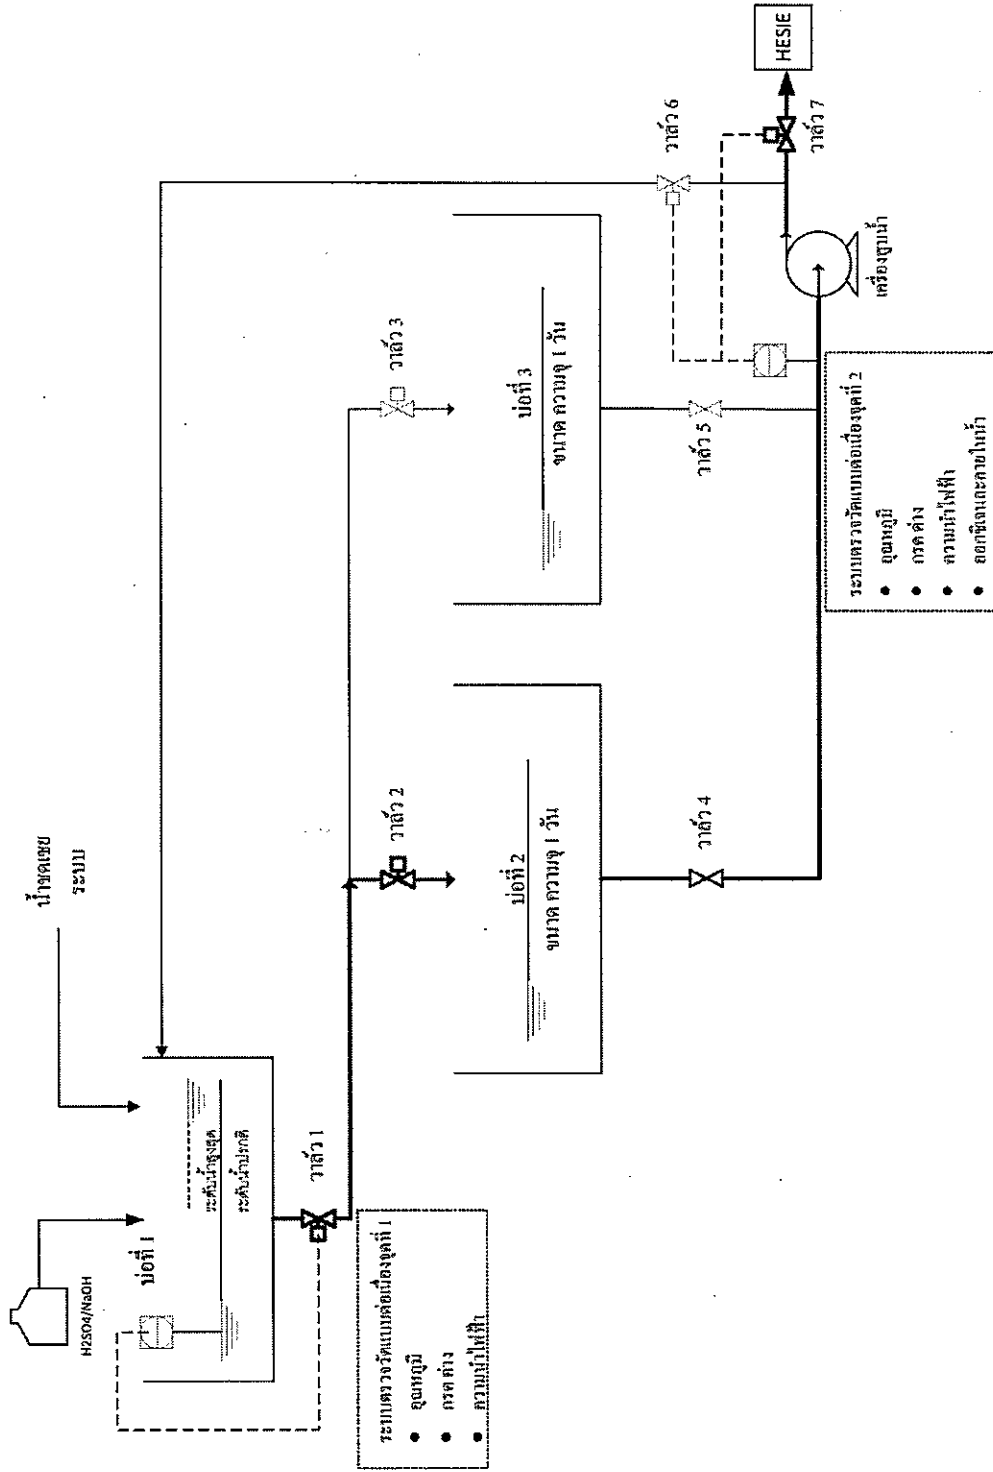 H2SO4/NaOH
น้ำชดเชย
ระบบ
บ่อที่ 1
ระดับน้ำสูงสุด
ระดับน้ำปรกติ
วาล์ว 1
ระบบตรวจวัดแบบต่อเนื่องชุดที่ 1
● อุณหภูมิ
● กรด ด่าง
● ความนำไฟฟ้า
วาล์ว 2
วาล์ว 3
บ่อที่ 2
ขนาด ความจุ 1 วัน
บ่อที่ 3
ขนาด ความจุ 1 วัน
วาล์ว 4
วาล์ว 5
วาล์ว 6
วาล์ว 7
HESIE
เครื่องสูบน้ำ
ระบบตรวจวัดแบบต่อเนื่องชุดที่ 2
● อุณหภูมิ
● กรด ด่าง
● ความนำไฟฟ้า
● ออกซิเจนละลายในน้ำ